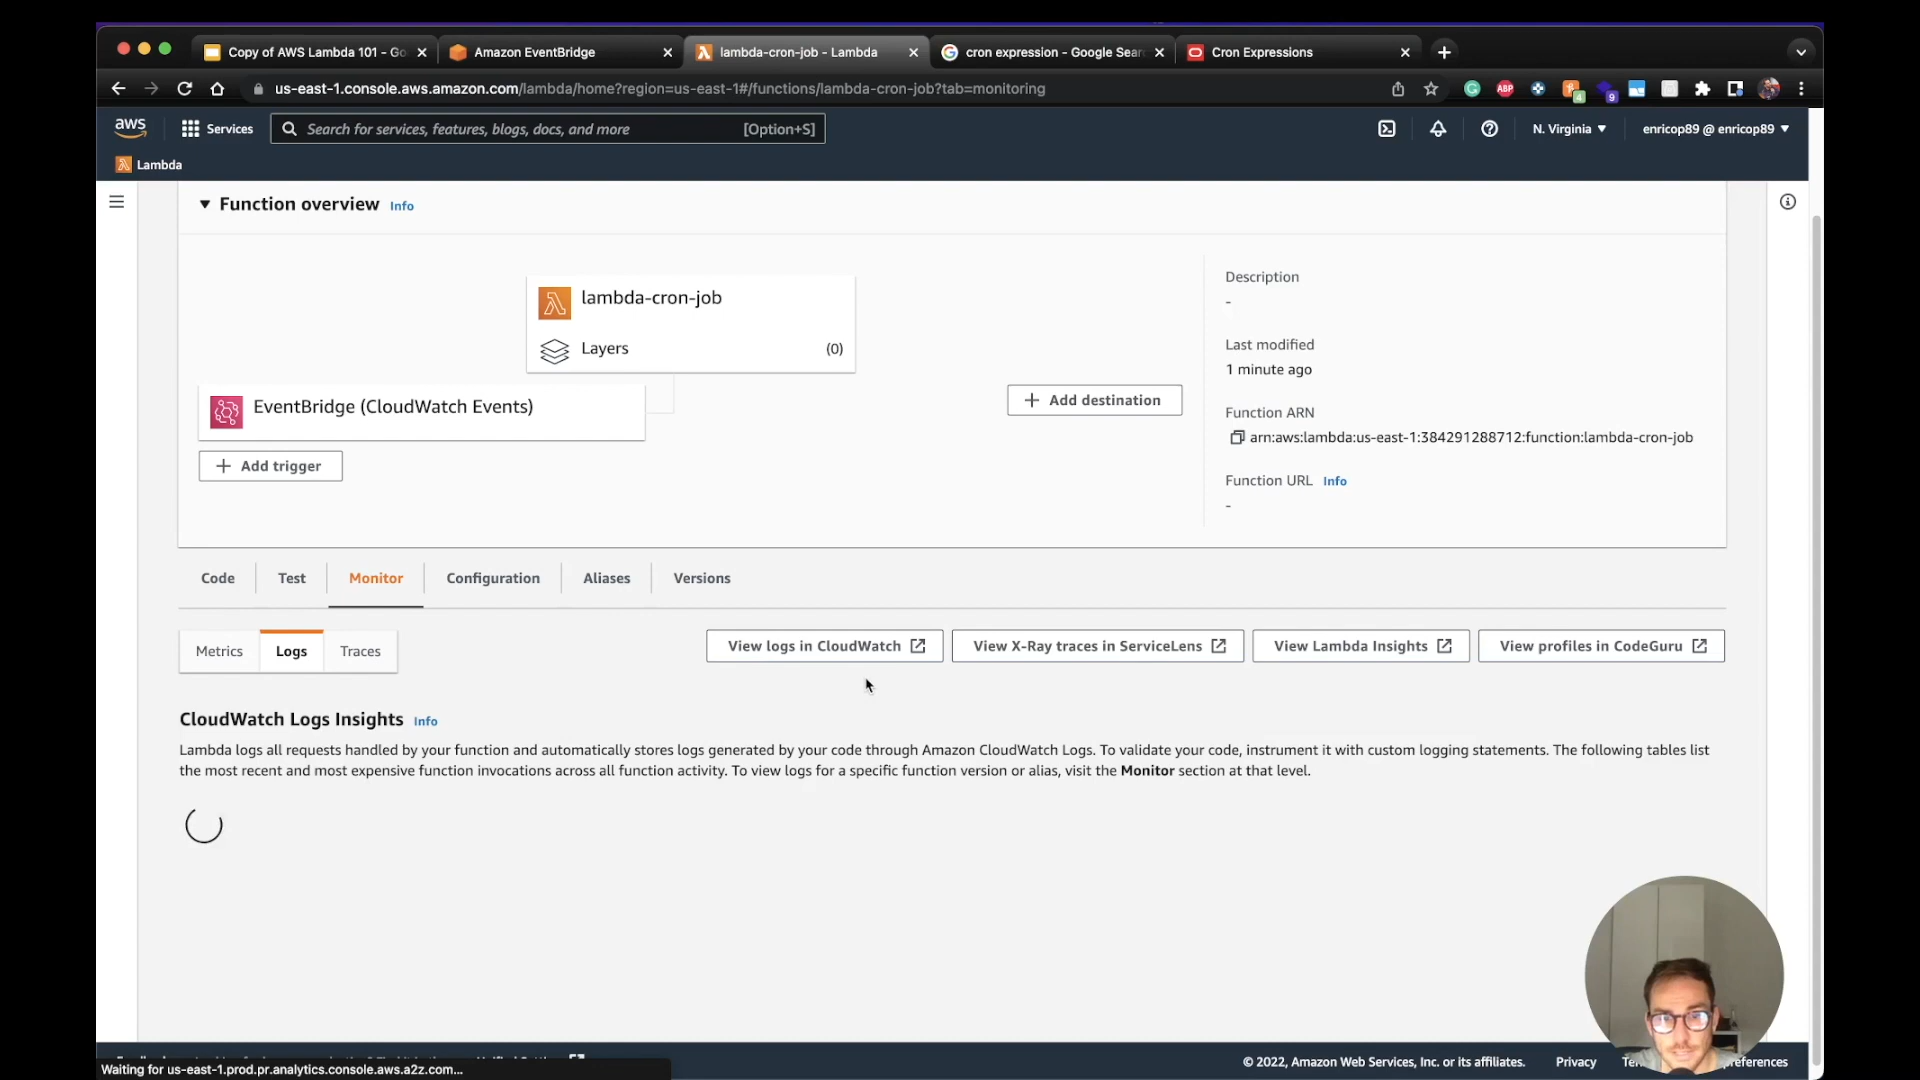 Copy of AWS Lambda 101 - Go
Amazon EventBridge
lambda-cron-job - Lambda
cron expression - Google Sear
Cron Expressions
us-east-1.console.aws.amazon.com/lambda/home?region=us-east-1#/functions/lambda-cron-job?tab=monitoring
ABP
4
9
aws
Services
Search for services, features, blogs, docs, and more
[Option+S]
N. Virginia
enricop89 @ enricop89
Lambda
Function overview Info
lambda-cron-job
Layers
(0)
EventBridge (CloudWatch Events)
Add trigger
Add destination
Description
-
Last modified
1 minute ago
Function ARN
arn:aws:lambda:us-east-1:384291288712:function:lambda-cron-job
Function URL Info
-
Code
Test
Monitor
Configuration
Aliases
Versions
Metrics
Logs
Traces
View logs in CloudWatch
View X-Ray traces in ServiceLens
View Lambda Insights
View profiles in CodeGuru
CloudWatch Logs Insights Info
Lambda logs all requests handled by your function and automatically stores logs generated by your code through Amazon CloudWatch Logs. To validate your code, instrument it with custom logging statements. The following tables list
the most recent and most expensive function invocations across all function activity. To view logs for a specific function version or alias, visit the Monitor section at that level.
© 2022, Amazon Web Services, Inc. or its affiliates.
Privacy
Waiting for us-east-1.prod.pr.analytics.console.aws.a2z.com...